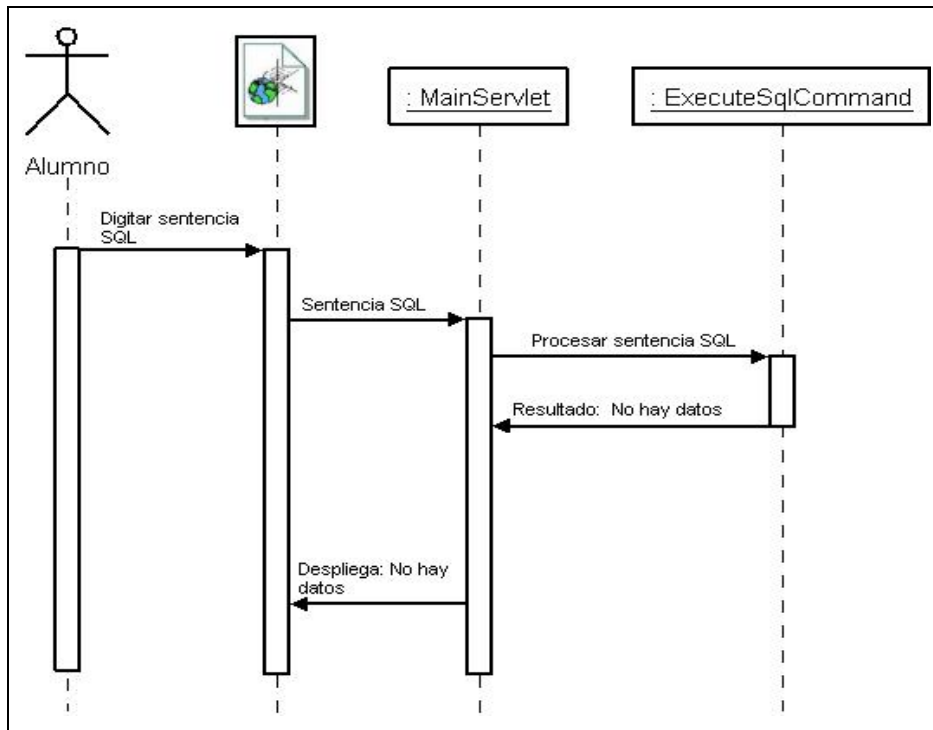 : MainServlet
: ExecuteSqlCommand
Alumno
Digitar sentencia
SQL
Sentencia SQL
Procesar sentencia SQL
Resultado: No hay datos
Despliega: No hay
datos